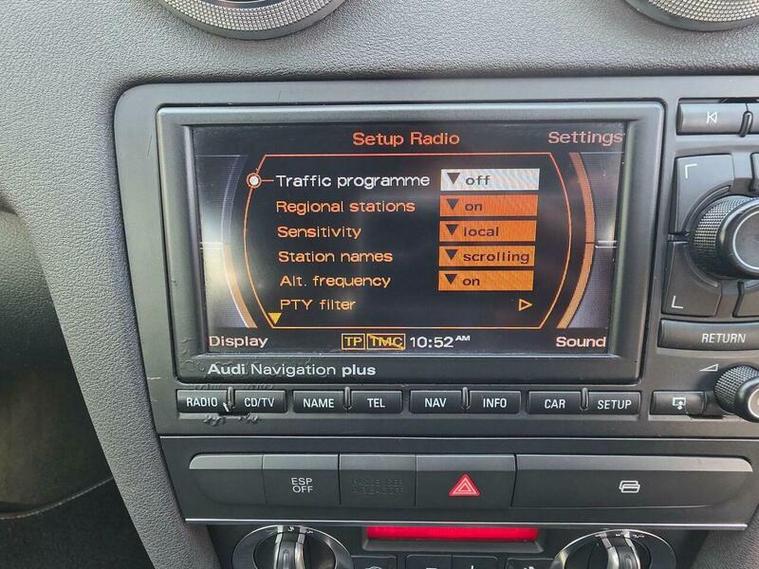 Setup Radio Settings
Traffic programme off
Regional stations on
Sensitivity local
Station names scrolling
Alt. frequency on
PTY filter
Display TP TMC 10:52 AM Sound
Audi Navigation plus
RADIO CD/TV NAME TEL NAV INFO CAR SETUP
RETURN
ESP
OFF